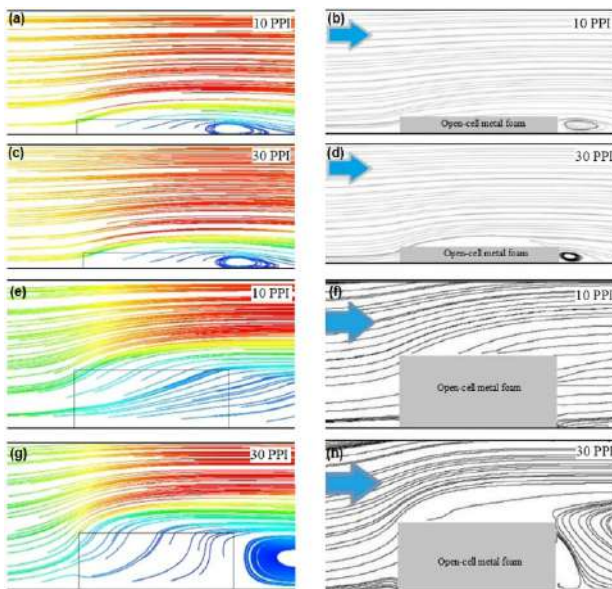 (a) 10 PPI
(b) 10 PPI
Open-cell metal foam
(c) 30 PPI
(d) 30 PPI
Open-cell metal foam
(e) 10 PPI
(f) 10 PPI
Open-cell metal foam
(g) 30 PPI
(h) 30 PPI
Open-cell metal foam